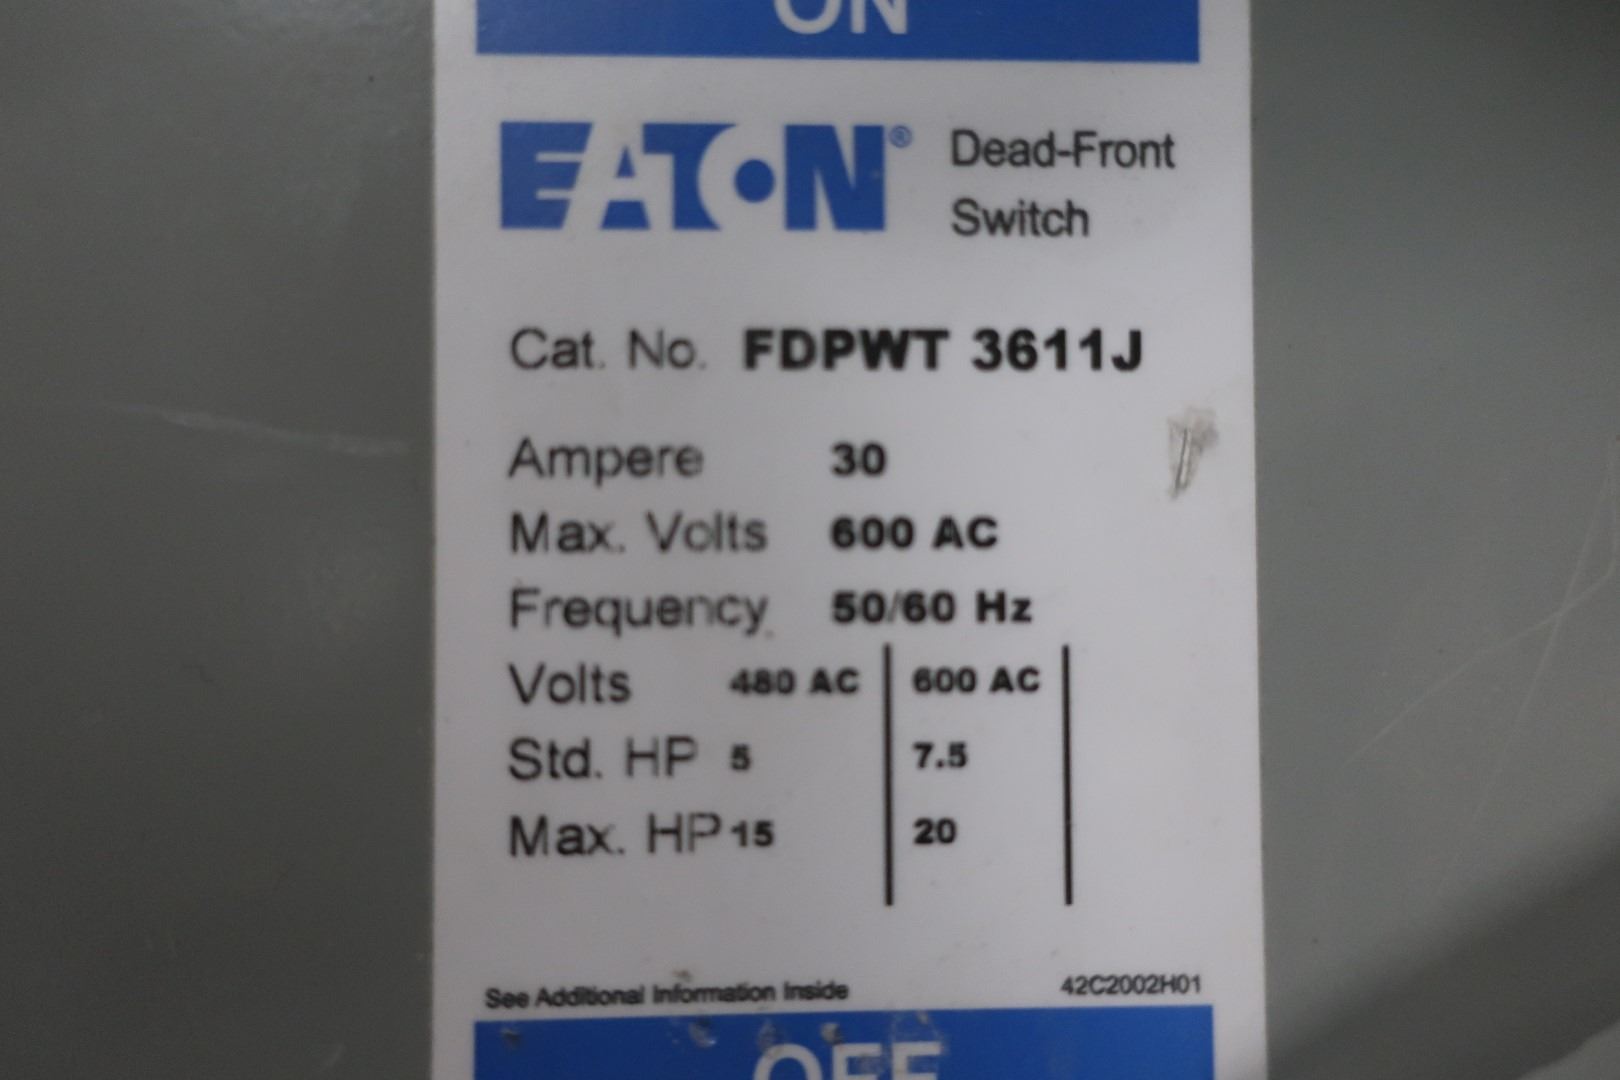 ON
EATON® Dead-Front
Switch
Cat. No. FDPWT 3611J
Ampere 30
Max. Volts 600 AC
Frequency 50/60 Hz
Volts 480 AC 600 AC
Std. HP 5 7.5
Max. HP 15 20
See Additional Information Inside 42C2002H01
OFF